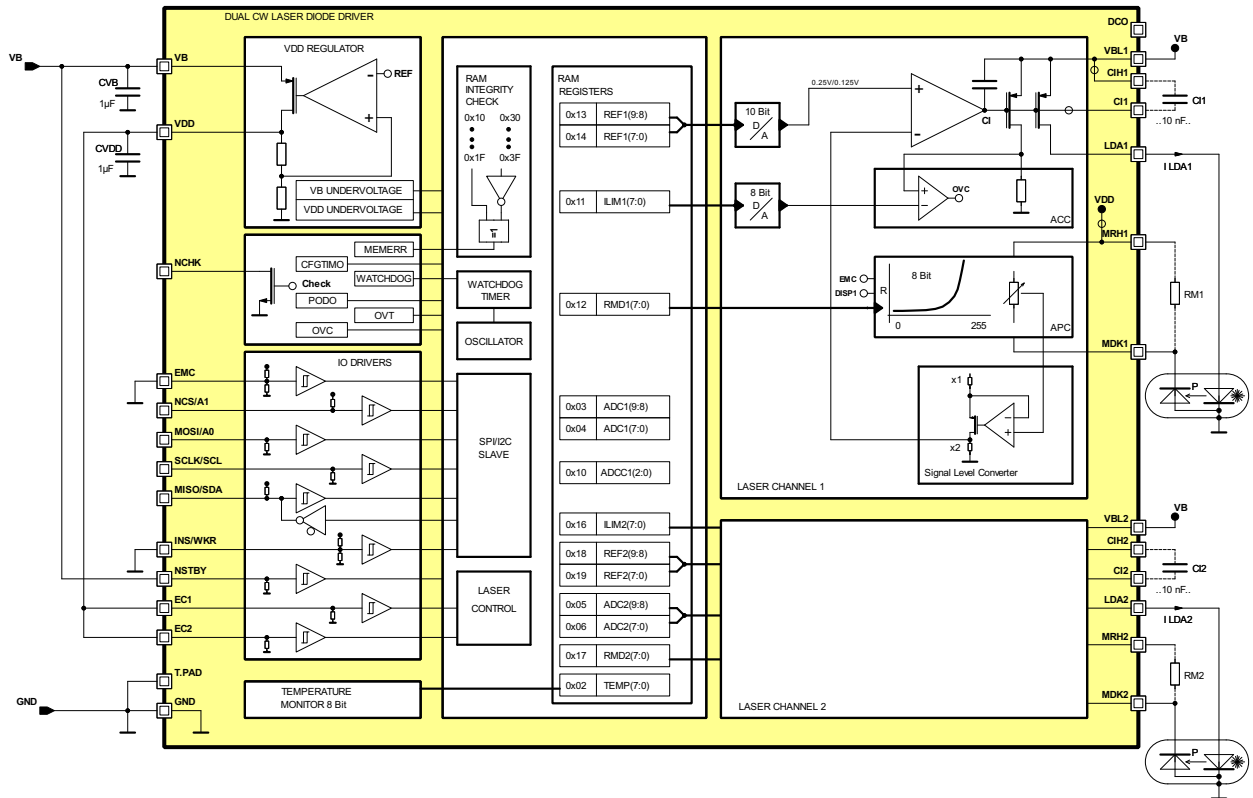 DUAL CW LASER DIODE DRIVER
DCO
VB
VB
CVB
1µF
VDD
CVDD
1µF
VDD REGULATOR
REF
VB UNDERVOLTAGE
VDD UNDERVOLTAGE
NCHK
Check
MEMERR
CFGTIMO
WATCHDOG
PODO
OVT
OVC
RAM
INTEGRITY
CHECK
0x10 0x30
0x1F 0x3F
=1
WATCHDOG
TIMER
OSCILLATOR
IO DRIVERS
EMC
NCS/A1
MOSI/A0
SCLK/SCL
MISO/SDA
INS/WKR
NSTBY
EC1
EC2
T.PAD
GND
GND
SPI/I2C
SLAVE
LASER
CONTROL
TEMPERATURE
MONITOR 8 Bit
RAM
REGISTERS
0x13 REF1(9:8)
0x14 REF1(7:0)
0x11 ILIM1(7:0)
0x12 RMD1(7:0)
0x03 ADC1(9:8)
0x04 ADC1(7:0)
0x10 ADCC1(2:0)
0x16 ILIM2(7:0)
0x18 REF2(9:8)
0x19 REF2(7:0)
0x05 ADC2(9:8)
0x06 ADC2(7:0)
0x17 RMD2(7:0)
0x02 TEMP(7:0)
10 Bit
D
A
0.25V/0.125V
CI
8 Bit
D
A
OVC
ACC
EMC
DISP1
R
8 Bit
0 255
APC
x1
x2
Signal Level Converter
LASER CHANNEL 1
LASER CHANNEL 2
VBL1
VB
CIH1
CI1
CI1
..10 nF..
LDA1
I LDA1
VDD
MRH1
RM1
MDK1
P
VBL2
VB
CIH2
CI2
CI2
..10 nF..
LDA2
I LDA2
MRH2
RM2
MDK2
P